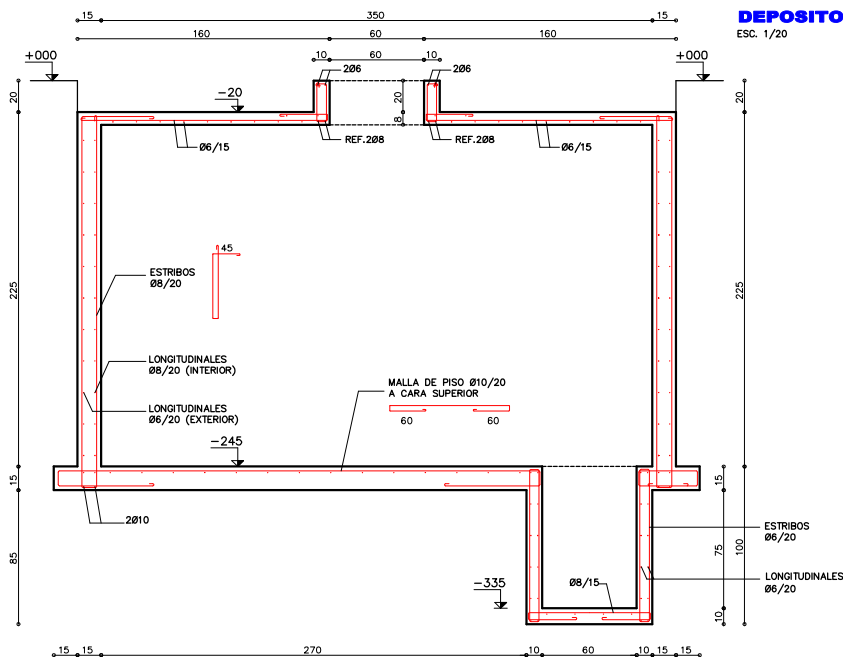 15 350 15
DEPOSITO
ESC. 1/20
160 60 160
10 10
+000 2Ø6 2Ø6 +000
20 -20 20 20
8
Ø6/15 REF.2Ø8 REF.2Ø8 Ø6/15
45
ESTRIBOS
Ø8/20
225 225
LONGITUDINALES
Ø8/20 (INTERIOR)
MALLA DE PISO Ø10/20
A CARA SUPERIOR
LONGITUDINALES
Ø6/20 (EXTERIOR)
60 60
-245
15 15
2Ø10
ESTRIBOS
Ø6/20
85 75 100
-335 Ø8/15
LONGITUDINALES
Ø6/20
10
15 15 270 10 60 10 15 15